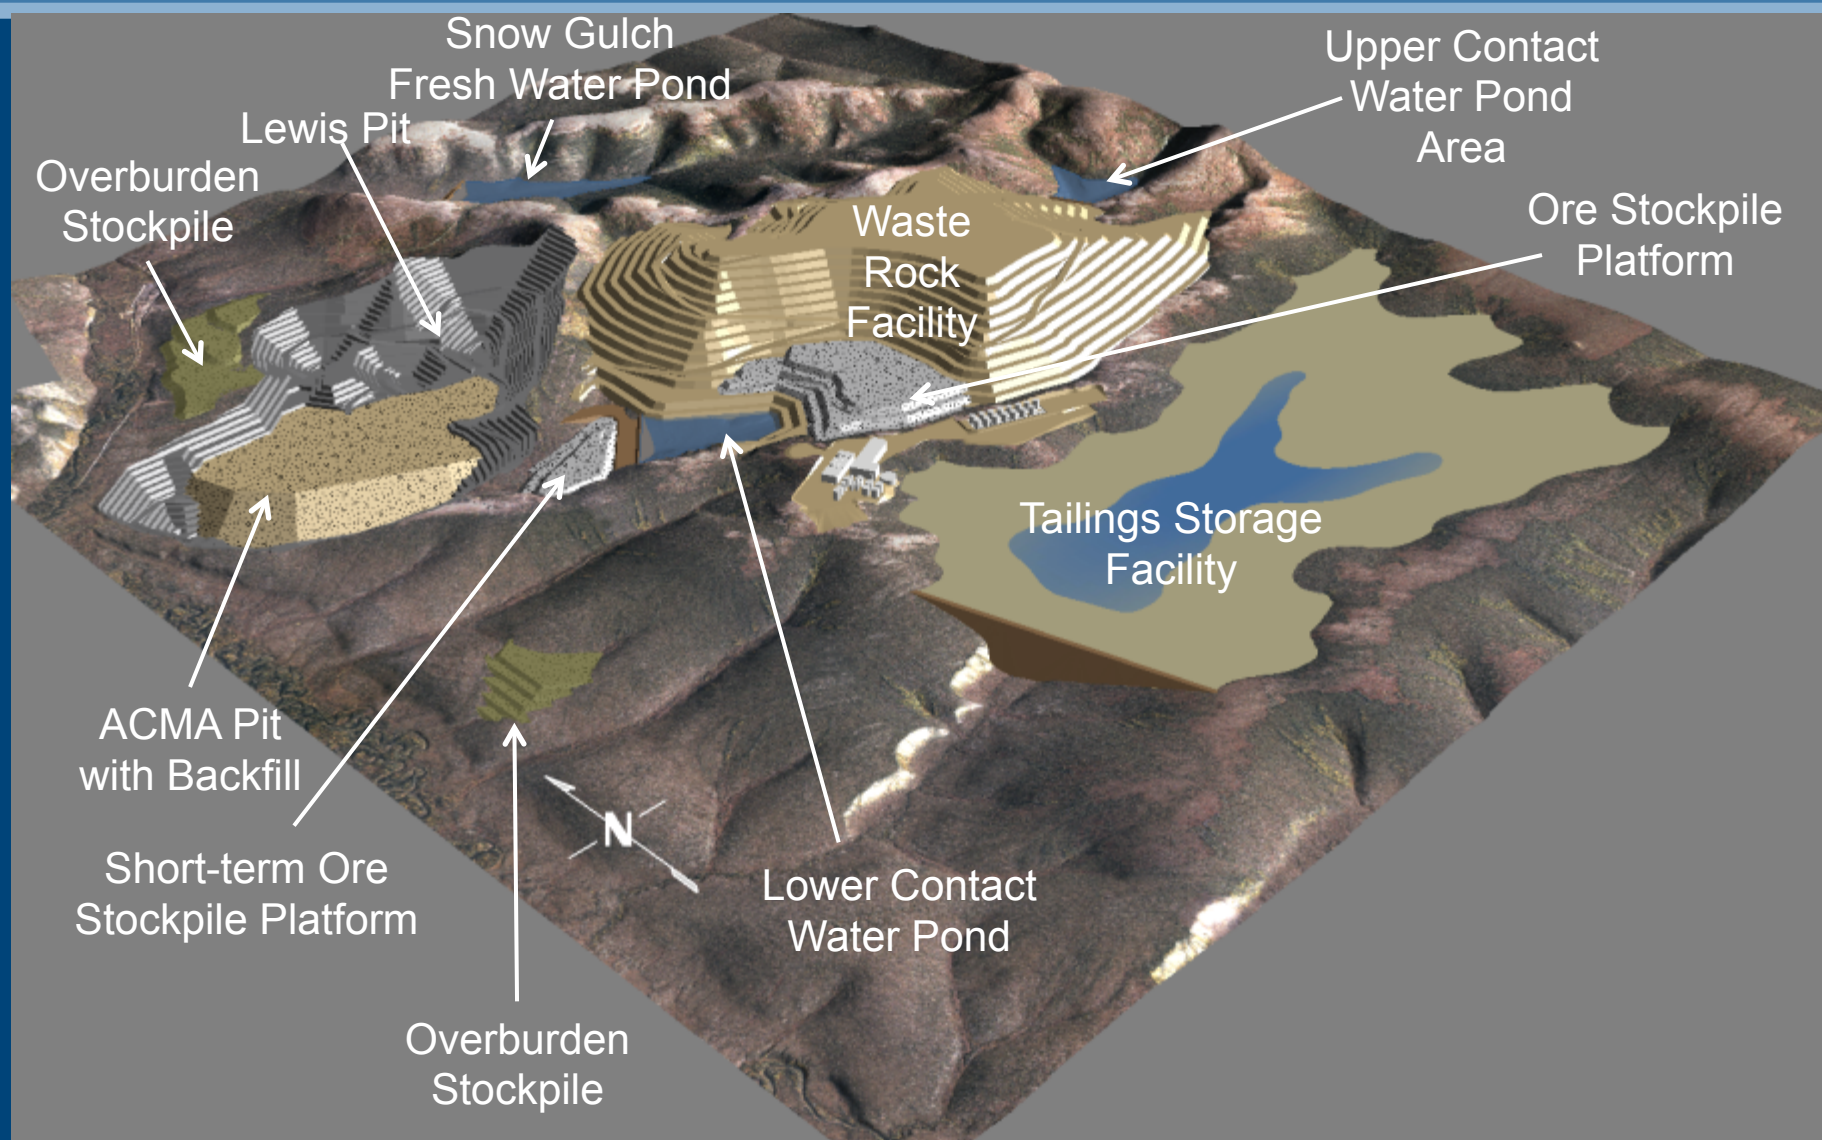 Snow Gulch
Fresh Water Pond
Upper Contact
Water Pond
Area
Lewis Pit
Overburden
Stockpile
Waste
Rock
Facility
Ore Stockpile
Platform
Tailings Storage
Facility
ACMA Pit
with Backfill
N
Short-term Ore
Stockpile Platform
Lower Contact
Water Pond
Overburden
Stockpile